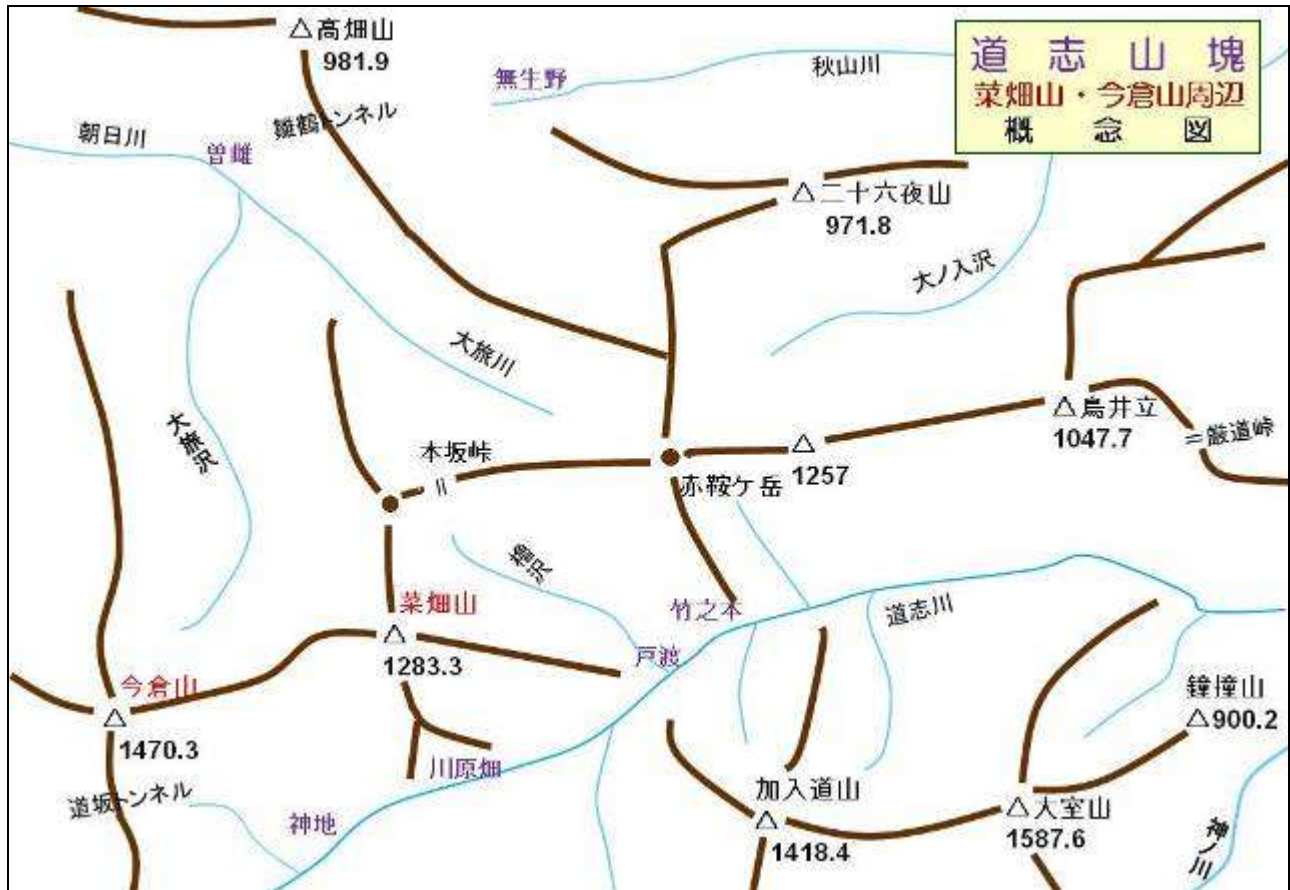 道志山塊
菜畑山・今倉山周辺
概念図
高畑山
981.9
無生野
秋山川
雛鶴トンネル
朝日川
曽雌
二十六夜山
971.8
大ノ入沢
大旅川
大旅沢
本坂峠
赤鞍ケ岳
1257
鳥井立
1047.7
厳道峠
檜沢
菜畑山
1283.3
竹之本
道志川
戸渡
今倉山
1470.3
鐘撞山
900.2
川原畑
道坂トンネル
神地
加入道山
1418.4
大室山
1587.6
神ノ川